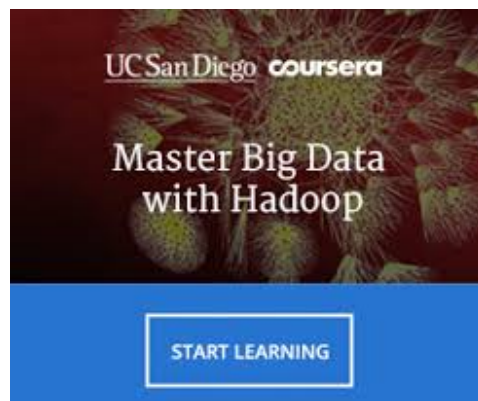 UC San Diego coursera
Master Big Data
with Hadoop
START LEARNING